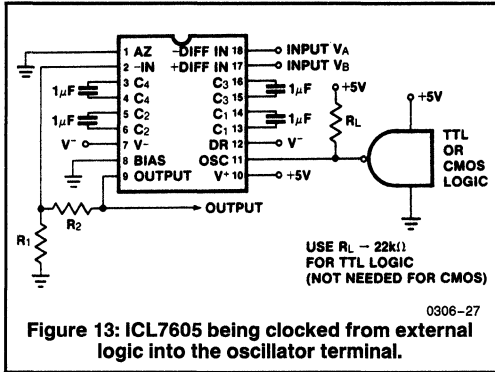 1 AZ -DIFF IN 18 INPUT VA
2 -IN +DIFF IN 17 INPUT VB
3 C4 C3 16
1μF 1μF
4 C4 C3 15
5 C2 C1 14
1μF 1μF
6 C2 C1 13
V- 7 V- DR 12 V-
8 BIAS OSC 11
9 OUTPUT V+ 10 +5V
+5V
RL
+5V
TTL
OR
CMOS
LOGIC
OUTPUT
R2
R1
USE RL → 22kΩ
FOR TTL LOGIC
(NOT NEEDED FOR CMOS)
0306-27
Figure 13: ICL7605 being clocked from external
logic into the oscillator terminal.